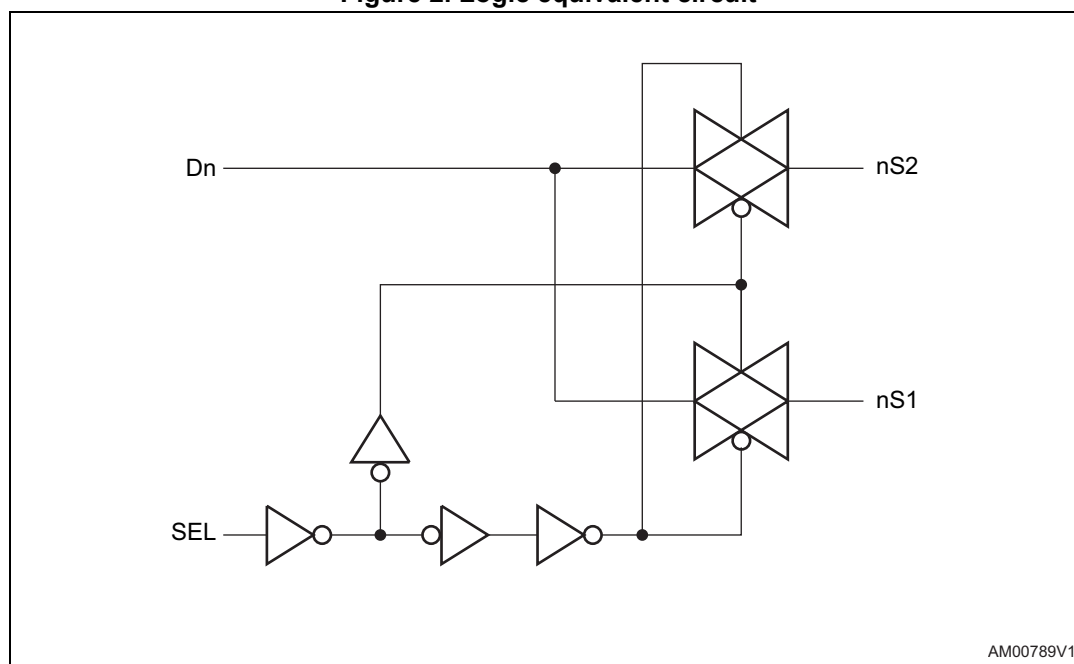 Figure 2. Logic equivalent circuit
Dn
nS2
nS1
SEL
AM00789V1